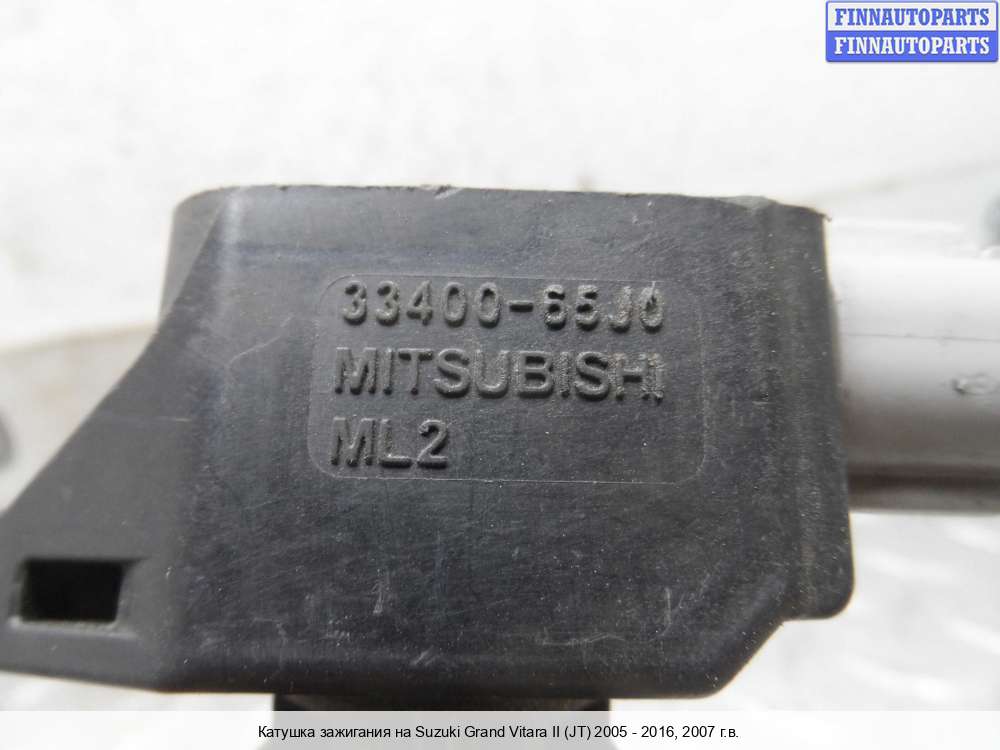 FINNAUTOPARTS
FINNAUTOPARTS
33400-65J0
MITSUBISHI
ML2
Катушка зажигания на Suzuki Grand Vitara II (JT) 2005 - 2016, 2007 г.в.